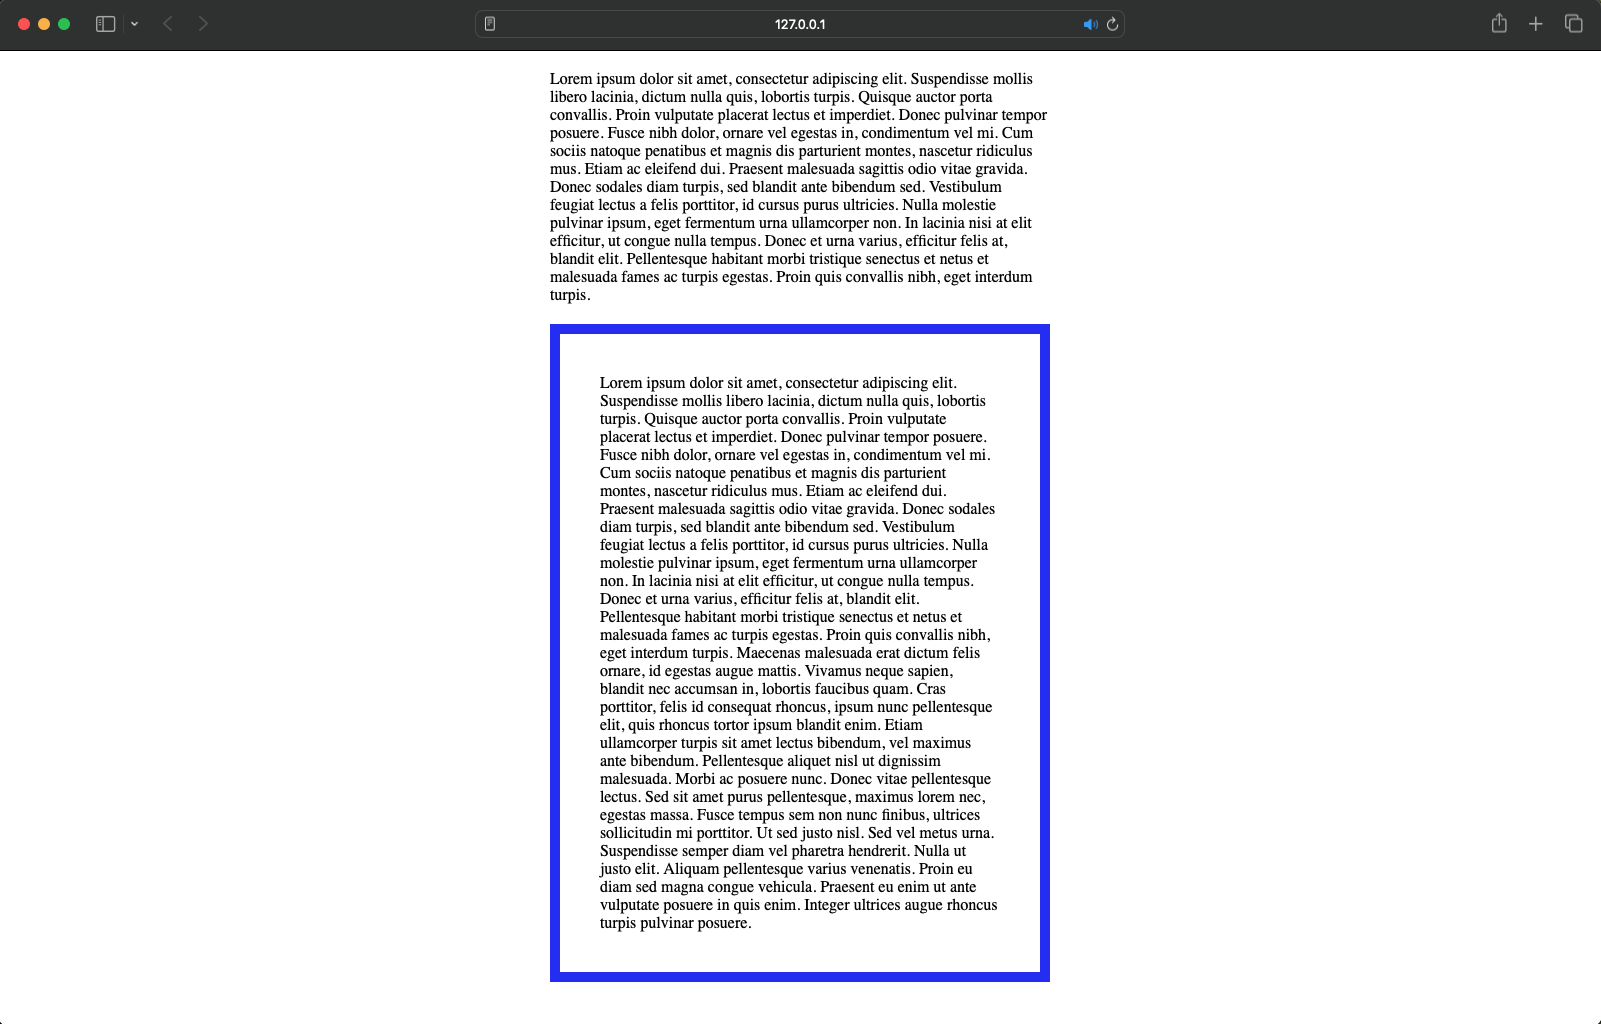 127.0.0.1
Lorem ipsum dolor sit amet, consectetur adipiscing elit. Suspendisse mollis
libero lacinia, dictum nulla quis, lobortis turpis. Quisque auctor porta
convallis. Proin vulputate placerat lectus et imperdiet. Donec pulvinar tempor
posuere. Fusce nibh dolor, ornare vel egestas in, condimentum vel mi. Cum
sociis natoque penatibus et magnis dis parturient montes, nascetur ridiculus
mus. Etiam ac eleifend dui. Praesent malesuada sagittis odio vitae gravida.
Donec sodales diam turpis, sed blandit ante bibendum sed. Vestibulum
feugiat lectus a felis porttitor, id cursus purus ultricies. Nulla molestie
pulvinar ipsum, eget fermentum urna ullamcorper non. In lacinia nisi at elit
efficitur, ut congue nulla tempus. Donec et urna varius, efficitur felis at,
blandit elit. Pellentesque habitant morbi tristique senectus et netus et
malesuada fames ac turpis egestas. Proin quis convallis nibh, eget interdum
turpis.
Lorem ipsum dolor sit amet, consectetur adipiscing elit.
Suspendisse mollis libero lacinia, dictum nulla quis, lobortis
turpis. Quisque auctor porta convallis. Proin vulputate
placerat lectus et imperdiet. Donec pulvinar tempor posuere.
Fusce nibh dolor, ornare vel egestas in, condimentum vel mi.
Cum sociis natoque penatibus et magnis dis parturient
montes, nascetur ridiculus mus. Etiam ac eleifend dui.
Praesent malesuada sagittis odio vitae gravida. Donec sodales
diam turpis, sed blandit ante bibendum sed. Vestibulum
feugiat lectus a felis porttitor, id cursus purus ultricies. Nulla
molestie pulvinar ipsum, eget fermentum urna ullamcorper
non. In lacinia nisi at elit efficitur, ut congue nulla tempus.
Donec et urna varius, efficitur felis at, blandit elit.
Pellentesque habitant morbi tristique senectus et netus et
malesuada fames ac turpis egestas. Proin quis convallis nibh,
eget interdum turpis. Maecenas malesuada erat dictum felis
ornare, id egestas augue mattis. Vivamus neque sapien,
blandit nec accumsan in, lobortis faucibus quam. Cras
porttitor, felis id consequat rhoncus, ipsum nunc pellentesque
elit, quis rhoncus tortor ipsum blandit enim. Etiam
ullamcorper turpis sit amet lectus bibendum, vel maximus
ante bibendum. Pellentesque aliquet nisl ut dignissim
malesuada. Morbi ac posuere nunc. Donec vitae pellentesque
lectus. Sed sit amet purus pellentesque, maximus lorem nec,
egestas massa. Fusce tempus sem non nunc finibus, ultrices
sollicitudin mi porttitor. Ut sed justo nisl. Sed vel metus urna.
Suspendisse semper diam vel pharetra hendrerit. Nulla ut
justo elit. Aliquam pellentesque varius venenatis. Proin eu
diam sed magna congue vehicula. Praesent eu enim ut ante
vulputate posuere in quis enim. Integer ultrices augue rhoncus
turpis pulvinar posuere.